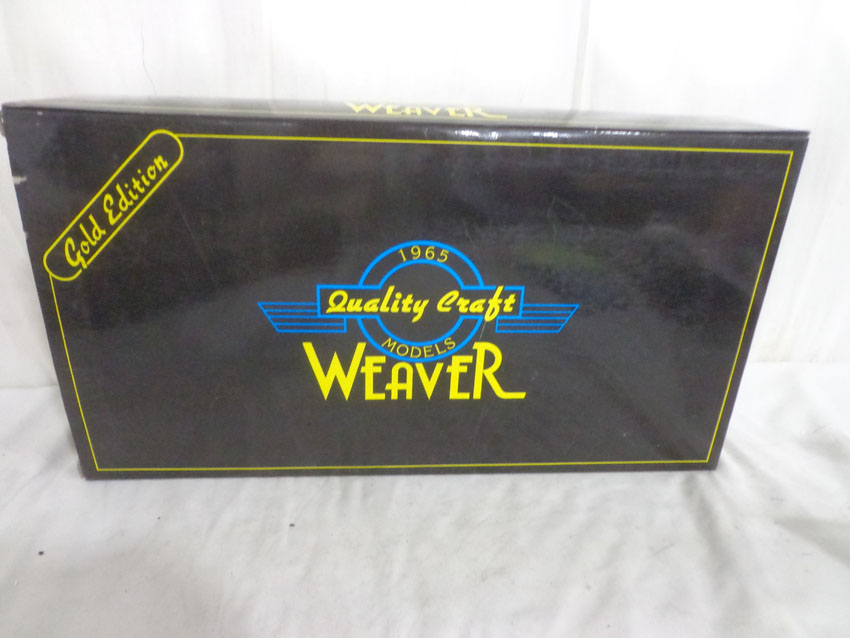 WEAVER
Gold Edition
1965
Quality Craft
MODELS
WEAVER